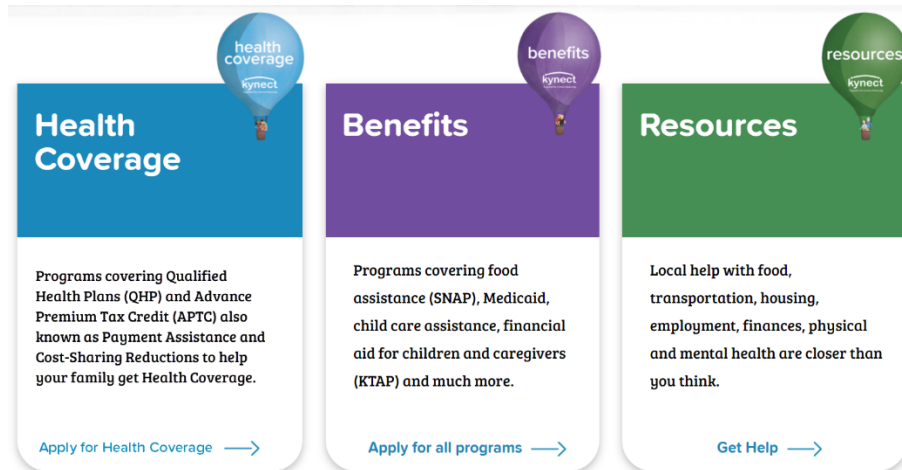 health
coverage
kynect
benefits
kynect
resources
kynect
Health
Coverage
Benefits
Resources
Programs covering Qualified
Health Plans (QHP) and Advance
Premium Tax Credit (APTC) also
known as Payment Assistance and
Cost-Sharing Reductions to help
your family get Health Coverage.
Apply for Health Coverage
Programs covering food
assistance (SNAP), Medicaid,
child care assistance, financial
aid for children and caregivers
(KTAP) and much more.
Apply for all programs
Local help with food,
transportation, housing,
employment, finances, physical
and mental health are closer than
you think.
Get Help